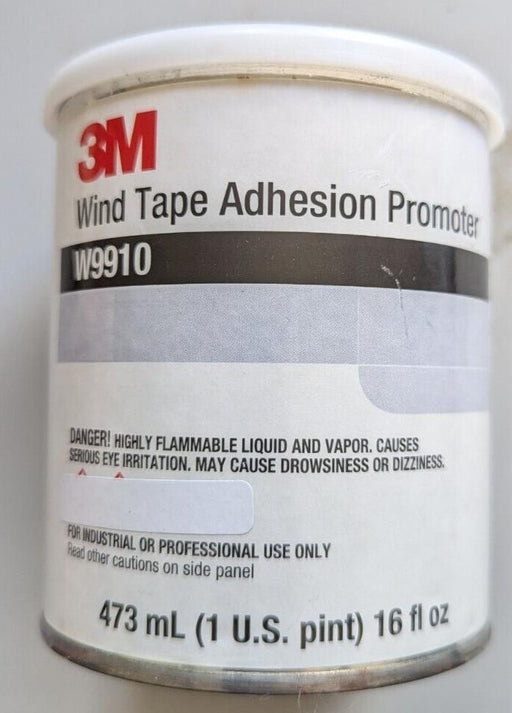 3M
Wind Tape Adhesion Promoter
W9910
DANGER! HIGHLY FLAMMABLE LIQUID AND VAPOR. CAUSES
SERIOUS EYE IRRITATION. MAY CAUSE DROWSINESS OR DIZZINESS.
FOR INDUSTRIAL OR PROFESSIONAL USE ONLY
Read other cautions on side panel
473 mL (1 U.S. pint) 16 fl oz